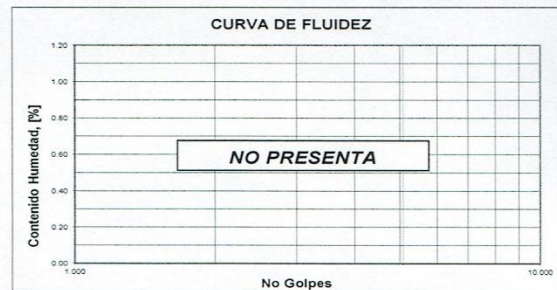 CURVA DE FLUIDEZ
Contenido Humedad, [%]
1.20
1.00
0.80
0.60
0.40
0.20
0.00
NO PRESENTA
1.000
10.000
No Golpes